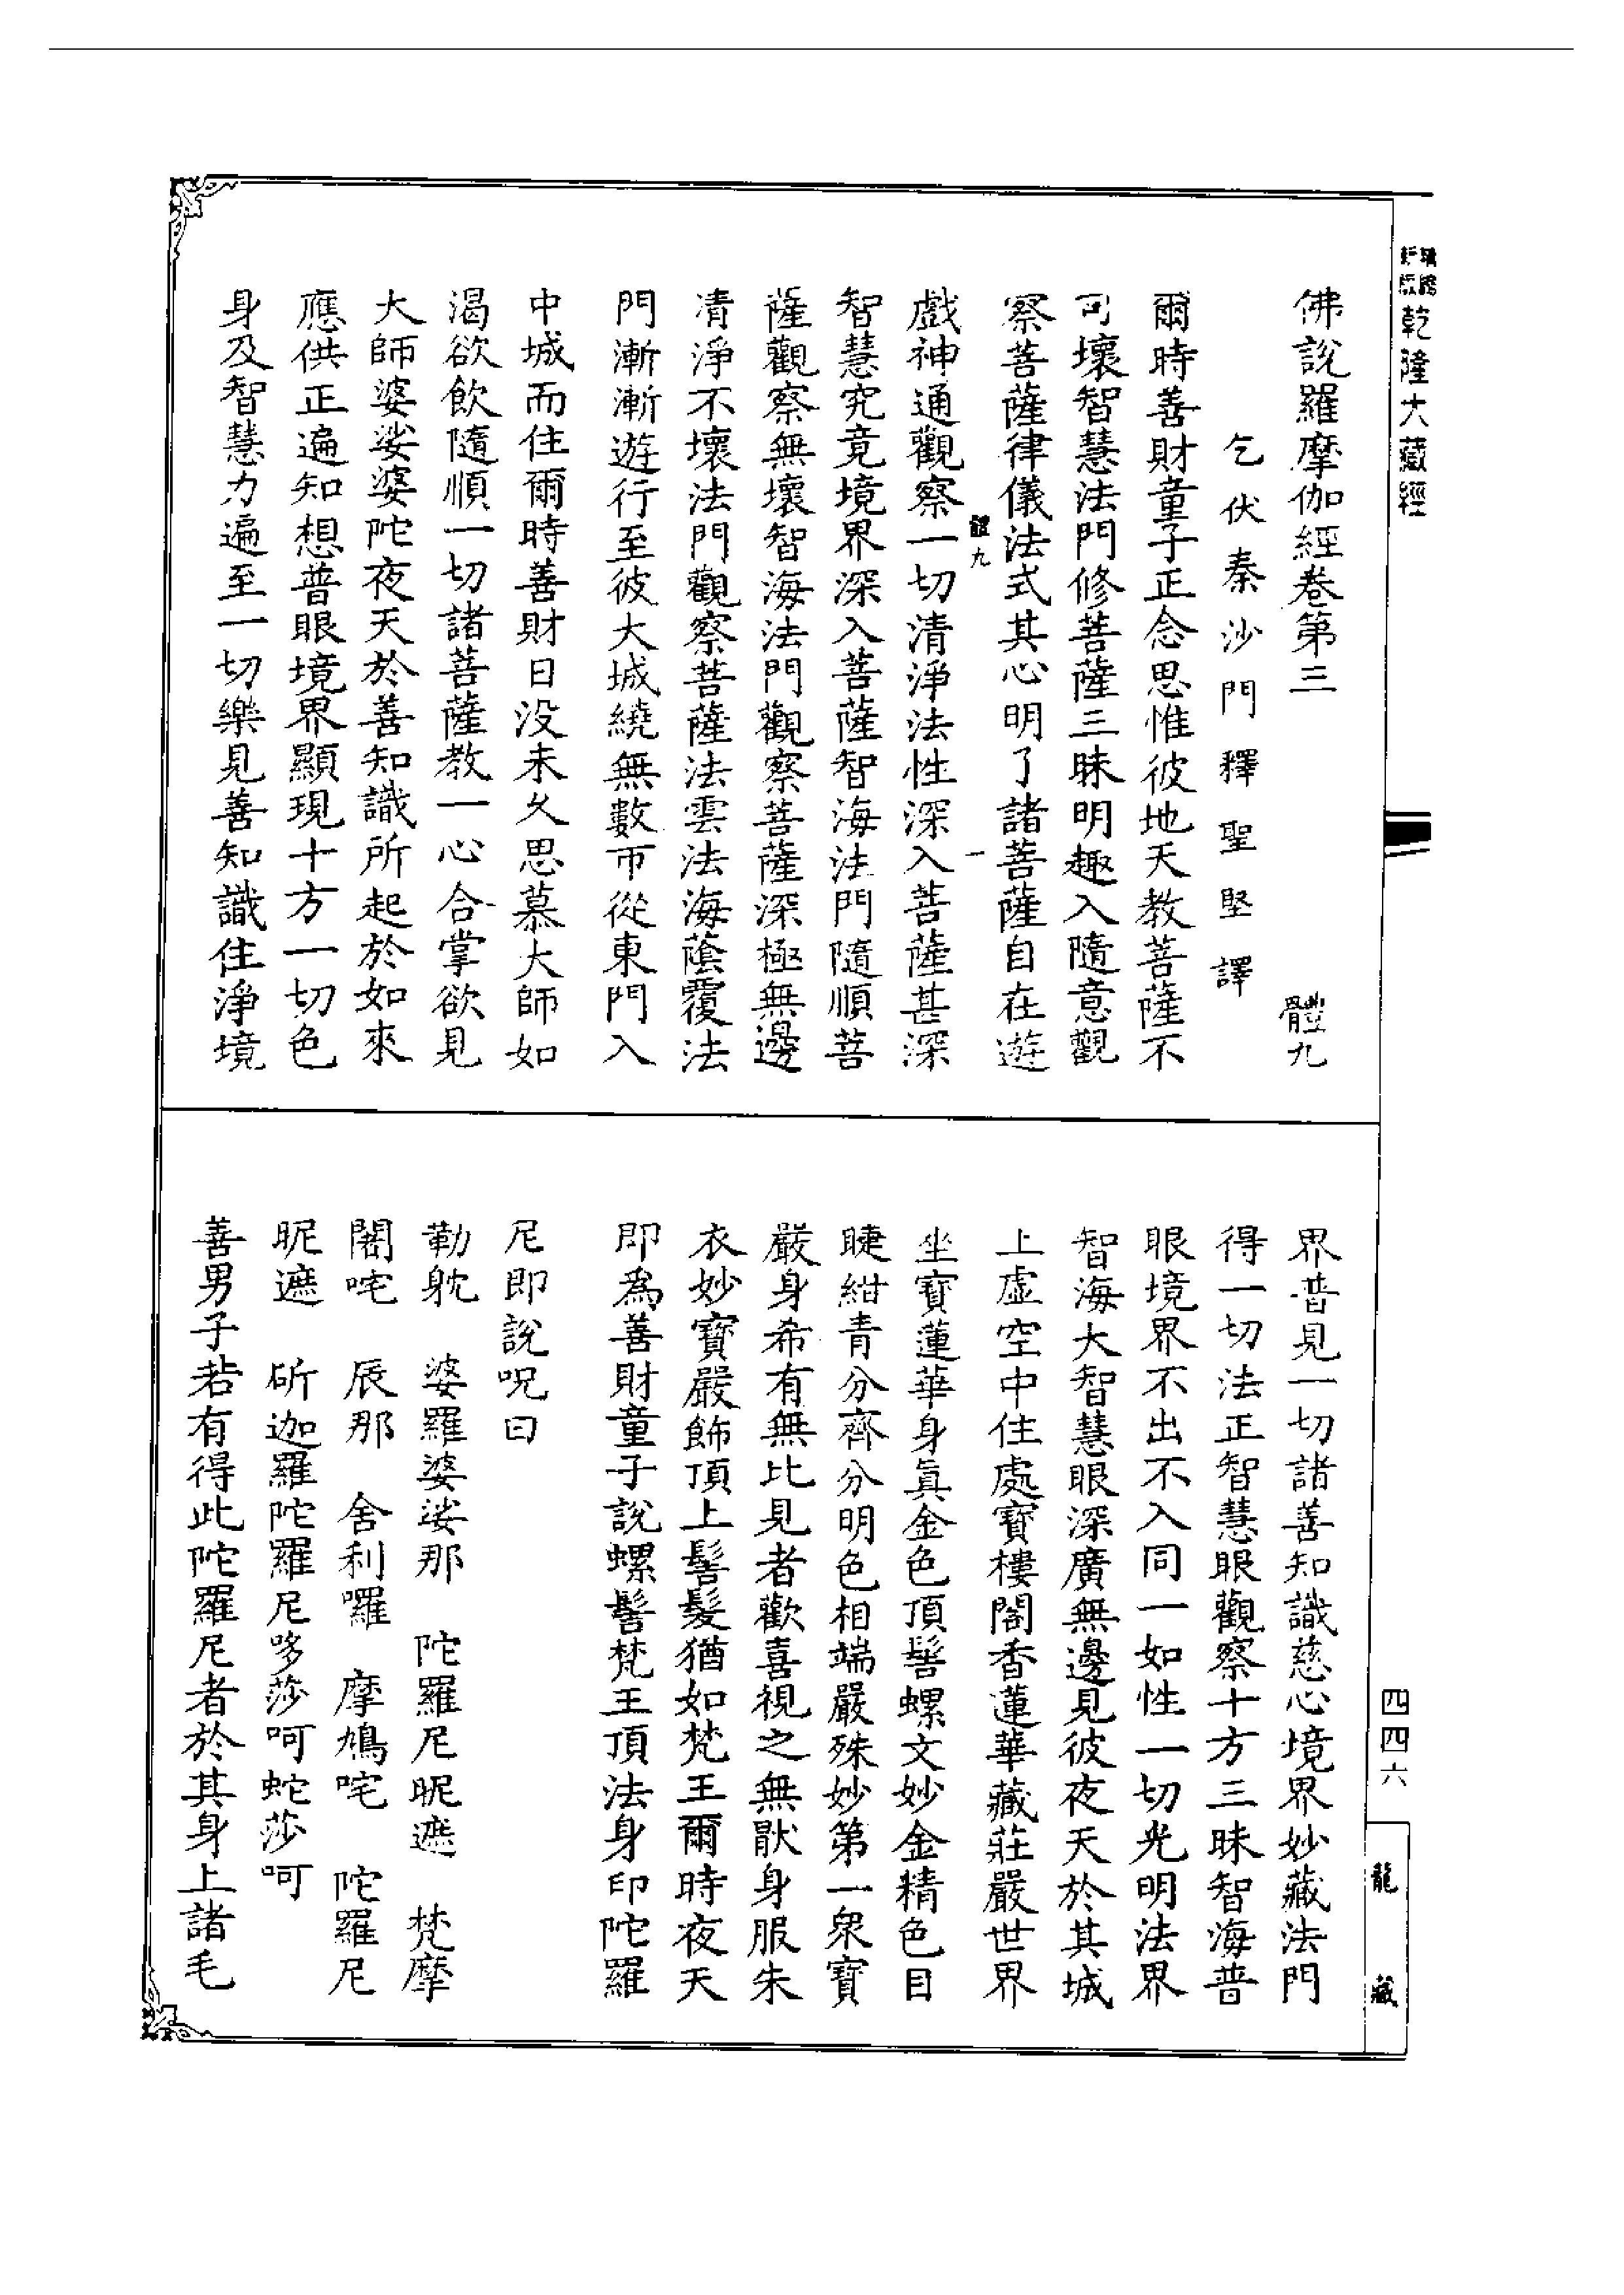 乾隆大藏經
佛說羅摩伽經卷第三 體九
乞伏秦沙門釋聖堅譯
爾時善財童子正念思惟彼地天教菩薩不
可壞智慧法門修菩薩三昧明趣入隨意觀
察菩薩律儀法式其心明了諸菩薩自在遊
體九 一
戲神通觀察一切清淨法性深入菩薩甚深
智慧究竟境界深入菩薩智海法門隨順菩
薩觀察無壞智海法門觀察菩薩深極無邊
清淨不壞法門觀察菩薩法雲法海蔭覆法
門漸漸遊行至彼大城繞無數帀從東門入
中城而住爾時善財日没未久思慕大師如
渴欲飲隨順一切諸菩薩教一心合掌欲見
大師婆娑婆陀夜天於善知識所起於如來
應供正遍知想普眼境界顯現十方一切色
身及智慧力遍至一切樂見善知識住淨境
界普見一切諸善知識慈心境界妙藏法門
得一切法正智慧眼觀察十方三昧智海普
眼境界不出不入同一如性一切光明法界
智海大智慧眼深廣無邊見彼夜天於其城
上虛空中住處寶樓閣香蓮華藏莊嚴世界
坐寶蓮華身真金色頂髻螺文妙金精色目
睫紺青分齊分明色相端嚴殊妙第一衆寶
嚴身希有無比見者歡喜視之無猒身服朱
衣妙寶嚴飾頂上髻髮猶如梵王爾時夜天
即為善財童子說螺髻梵王頂法身印陀羅
尼即說呪曰
勒躭 婆羅婆娑那 陀羅尼昵遮 梵摩
闍咤 辰那 舍利囉 摩鳩咤 陀羅尼
昵遮 斫迦羅陀羅尼哆莎呵蛇莎呵
善男子若有得此陀羅尼者於其身上諸毛
四四六
龍藏